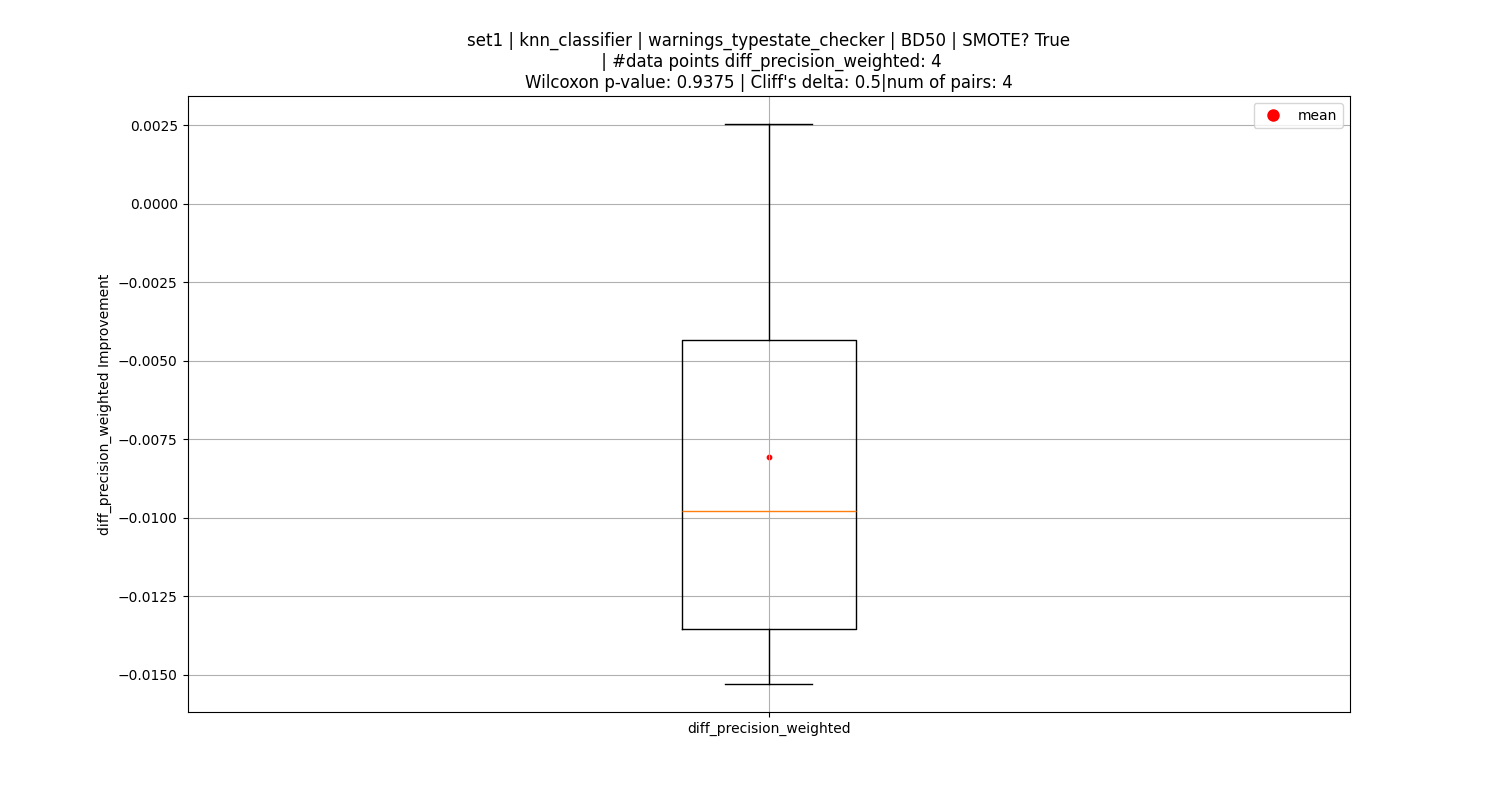 set1 | knn_classifier | warnings_typestate_checker | BD50 | SMOTE? True
| #data points diff_precision_weighted: 4
Wilcoxon p-value: 0.9375 | Cliff's delta: 0.5|num of pairs: 4
mean
0.0025
0.0000
−0.0025
−0.0050
−0.0075
−0.0100
−0.0125
−0.0150
diff_precision_weighted Improvement
diff_precision_weighted